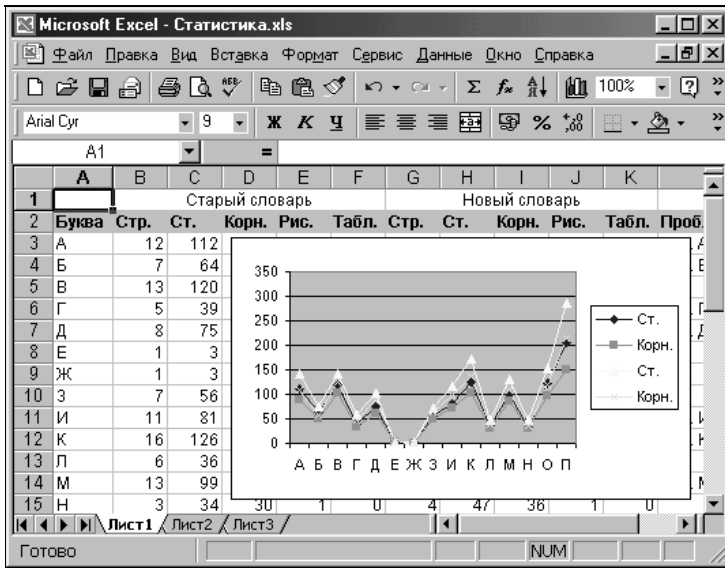 Microsoft Excel - Статистика.xls
Файл Правка Вид Вставка Формат Сервис Данные Окно Справка
100%
Arial Cyr 9 Ж К Ч
A1 =
A B C D E F G H I J K
1 Старый словарь Новый словарь
2 Буква Стр. Ст. Корн. Рис. Табл. Стр. Ст. Корн. Рис. Табл. Проб.
3 А 12 112
4 Б 7 64
5 В 13 120
6 Г 5 39
7 Д 8 75
8 Е 1 3
9 Ж 1 3
10 З 7 56
11 И 11 81
12 К 16 126
13 Л 6 36
14 М 13 99
15 Н 3 34 30 1 0 4 47 36 1 0
350
300
250
200
150
100
50
0
А Б В Г Д Е Ж З И К Л М Н О П
Ст.
Корн.
Ст.
Корн.
Лист1 Лист2 Лист3
Готово NUM